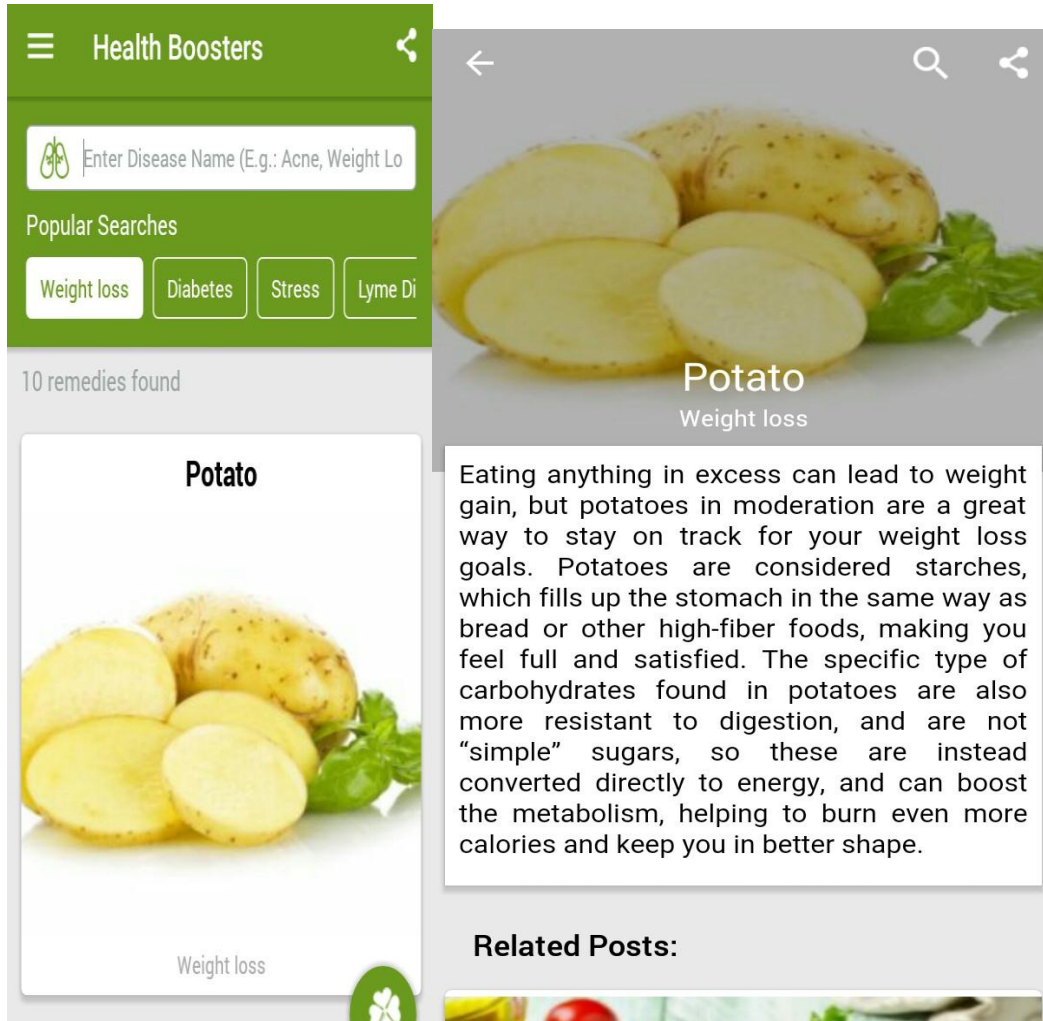 Health Boosters
Enter Disease Name (E.g.: Acne, Weight Lo
Popular Searches
Weight loss Diabetes Stress Lyme Di
10 remedies found
Potato
Weight loss
Potato
Weight loss
Eating anything in excess can lead to weight
gain, but potatoes in moderation are a great
way to stay on track for your weight loss
goals. Potatoes are considered starches,
which fills up the stomach in the same way as
bread or other high-fiber foods, making you
feel full and satisfied. The specific type of
carbohydrates found in potatoes are also
more resistant to digestion, and are not
“simple” sugars, so these are instead
converted directly to energy, and can boost
the metabolism, helping to burn even more
calories and keep you in better shape.
Related Posts: